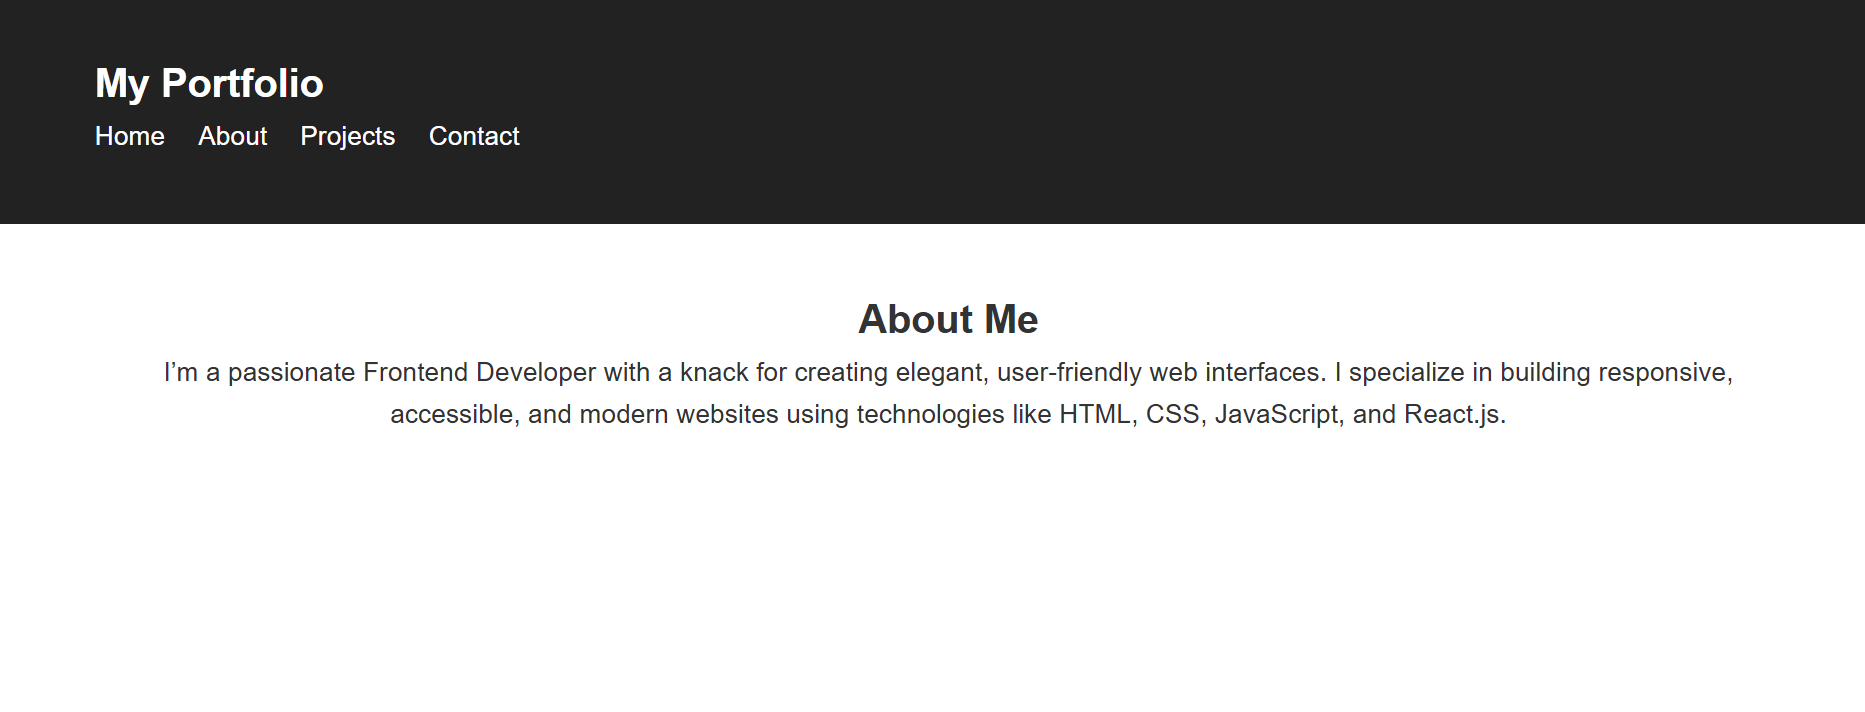 My Portfolio
Home About Projects Contact
About Me
I’m a passionate Frontend Developer with a knack for creating elegant, user-friendly web interfaces. I specialize in building responsive,
accessible, and modern websites using technologies like HTML, CSS, JavaScript, and React.js.